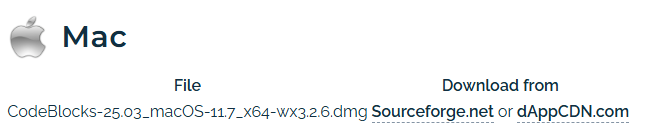 Mac
File Download from
CodeBlocks-25.03_macOS-11.7_x64-wx3.2.6.dmg Sourceforge.net or dAppCDN.com